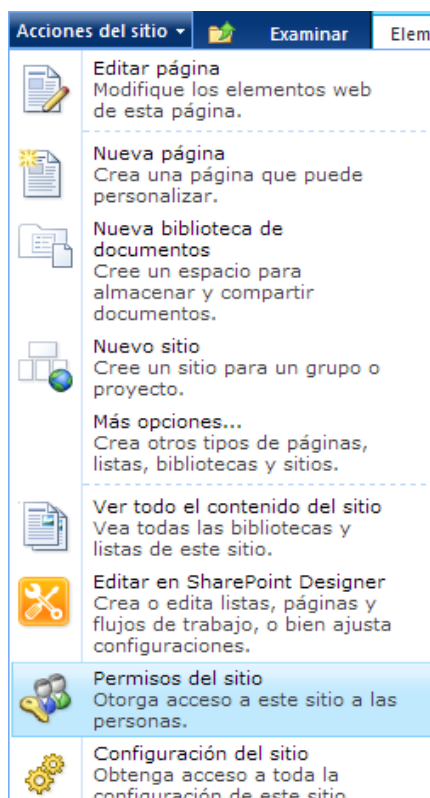 Acciones del sitio Examinar Elem
Editar página
Modifique los elementos web
de esta página.
Nueva página
Crea una página que puede
personalizar.
Nueva biblioteca de
documentos
Cree un espacio para
almacenar y compartir
documentos.
Nuevo sitio
Cree un sitio para un grupo o
proyecto.
Más opciones...
Crea otros tipos de páginas,
listas, bibliotecas y sitios.
Ver todo el contenido del sitio
Vea todas las bibliotecas y
listas de este sitio.
Editar en SharePoint Designer
Crea o edita listas, páginas y
flujos de trabajo, o bien ajusta
configuraciones.
Permisos del sitio
Otorga acceso a este sitio a las
personas.
Configuración del sitio
Obtenga acceso a toda la
configuración de este sitio